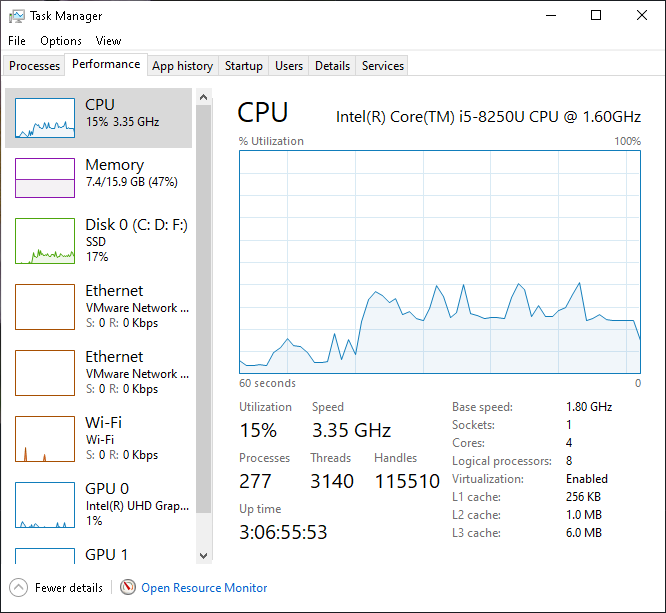 Task Manager
File Options View
Processes Performance App history Startup Users Details Services
CPU
15% 3.35 GHz
Memory
7.4/15.9 GB (47%)
Disk 0 (C: D: F:)
SSD
17%
Ethernet
VMware Network ...
S: 0 R: 0 Kbps
Ethernet
VMware Network ...
S: 0 R: 0 Kbps
Wi-Fi
Wi-Fi
S: 0 R: 0 Kbps
GPU 0
Intel(R) UHD Grap...
1%
GPU 1
CPU Intel(R) Core(TM) i5-8250U CPU @ 1.60GHz
% Utilization 100%
60 seconds 0
Utilization Speed
15% 3.35 GHz
Processes Threads Handles
277 3140 115510
Up time
3:06:55:53
Base speed: 1.80 GHz
Sockets: 1
Cores: 4
Logical processors: 8
Virtualization: Enabled
L1 cache: 256 KB
L2 cache: 1.0 MB
L3 cache: 6.0 MB
Fewer details Open Resource Monitor